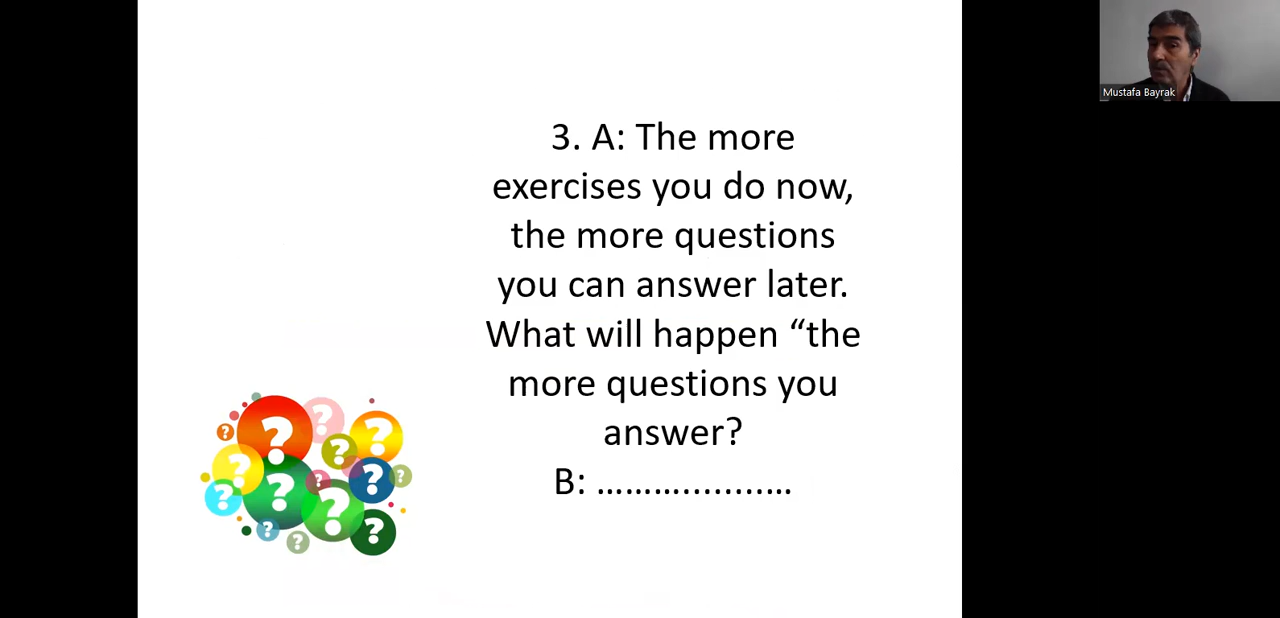 3. A: The more
exercises you do now,
the more questions
you can answer later.
What will happen “the
more questions you
answer?
B: ………..........…
Mustafa Bayrak